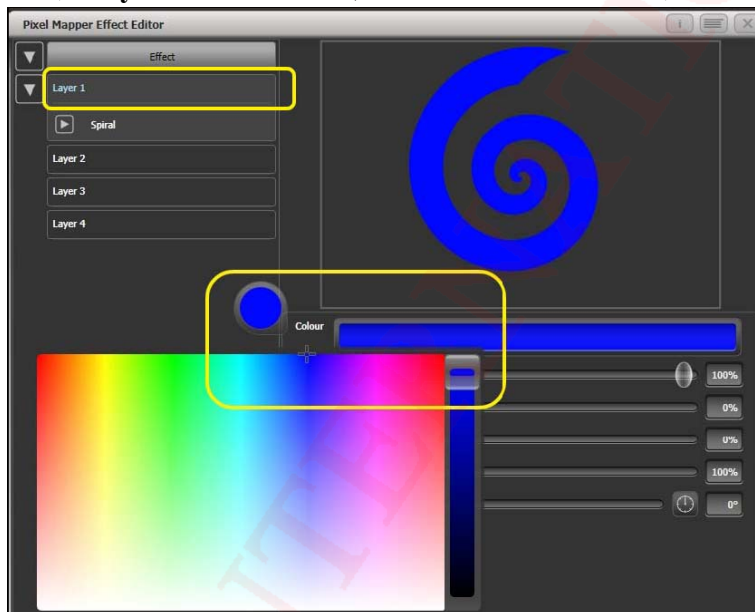 Pixel Mapper Effect Editor
Effect
Layer 1
Spiral
Layer 2
Layer 3
Layer 4
Colour
100%
0%
0%
100%
0°